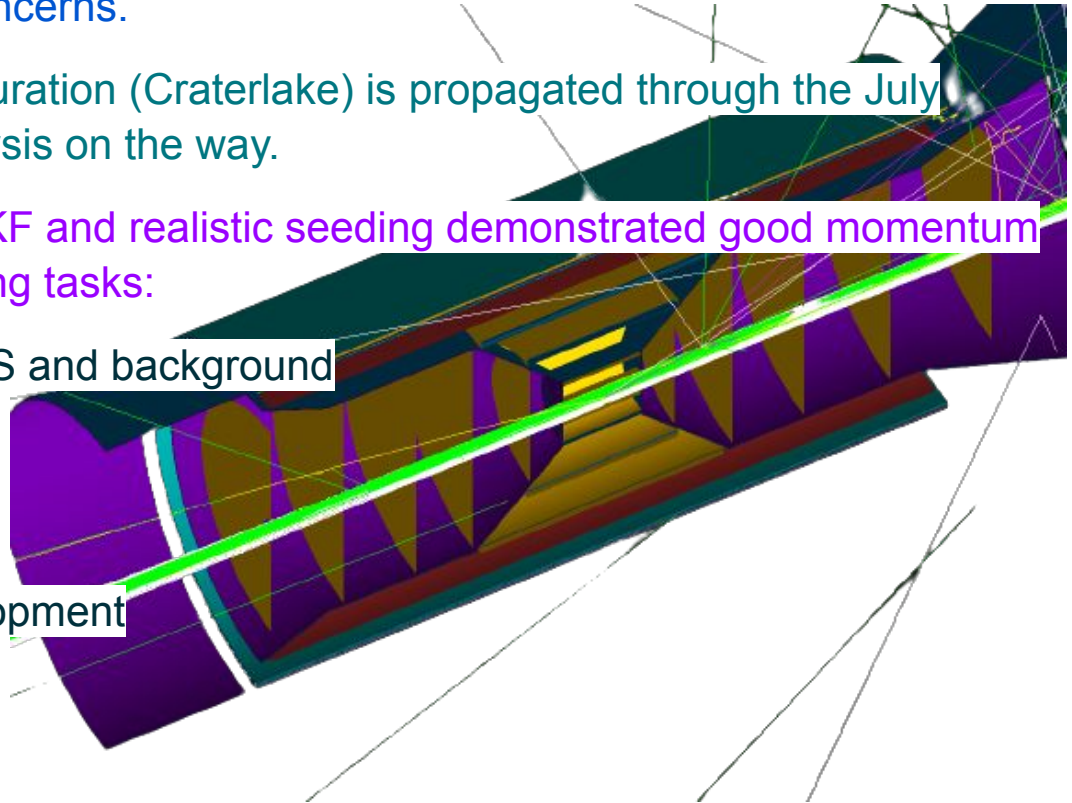 ncerns.
uration (Craterlake) is propagated through the July
sis on the way.
KF and realistic seeding demonstrated good momentum
ng tasks:
S and background
opment